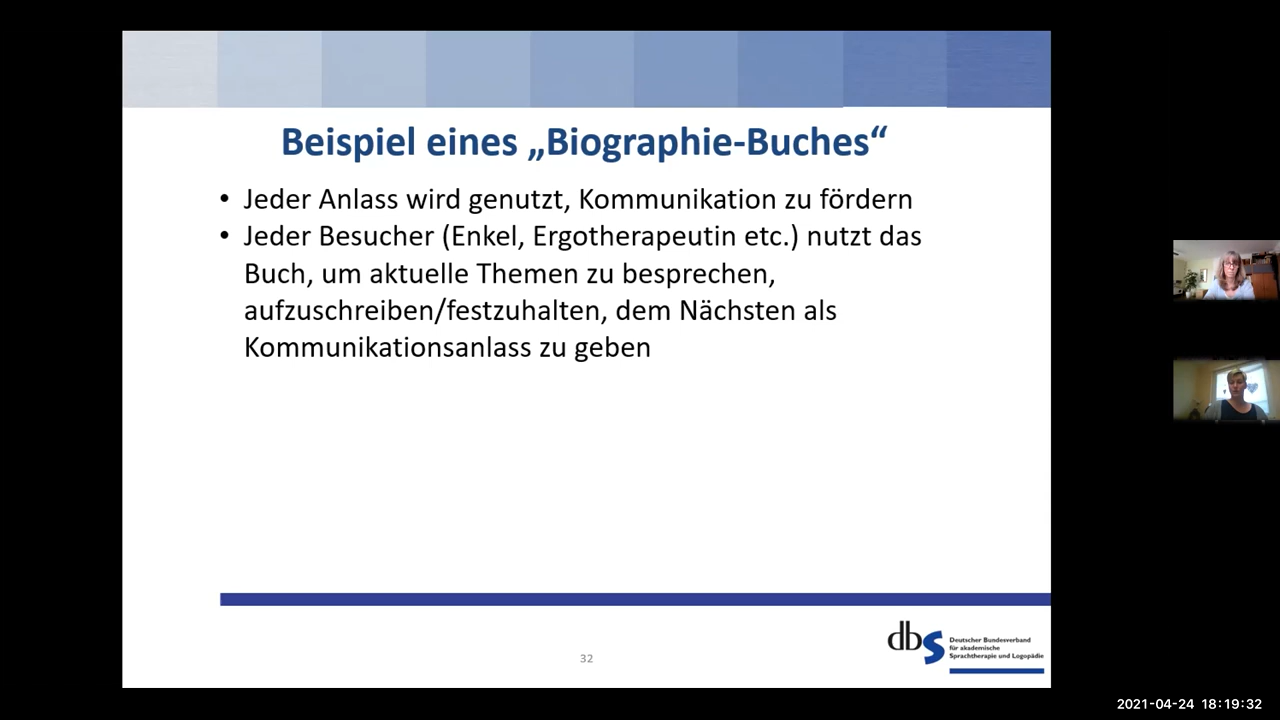 Beispiel eines „Biographie-Buches“
• Jeder Anlass wird genutzt, Kommunikation zu fördern
• Jeder Besucher (Enkel, Ergotherapeutin etc.) nutzt das
Buch, um aktuelle Themen zu besprechen,
aufzuschreiben/festzuhalten, dem Nächsten als
Kommunikationsanlass zu geben
32
dbs
Deutscher Bundesverband
für akademische
Sprachtherapie und Logopädie
2021-04-24 18:19:32